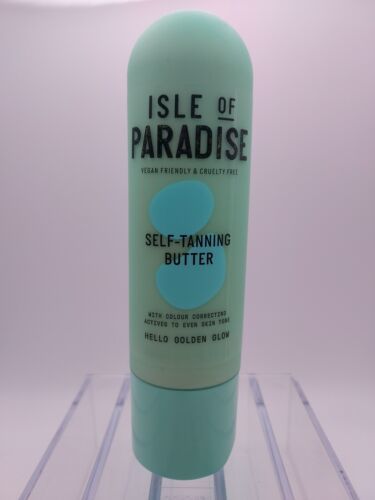 ISLE OF
PARADISE
VEGAN FRIENDLY & CRUELTY FREE
SELF-TANNING
BUTTER
WITH COLOUR CORRECTING
ACTIVES TO EVEN SKIN TONE
HELLO GOLDEN GLOW